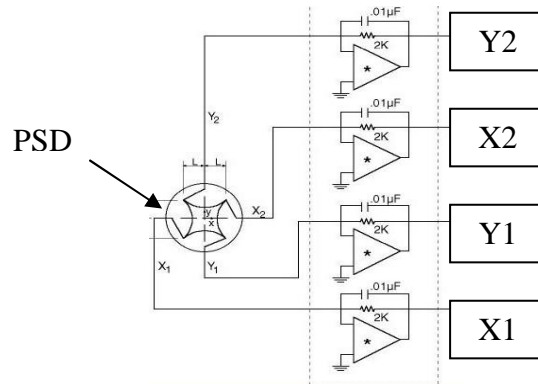 .01µF
2K
*
Y2
Y₂
.01µF
2K
*
X2
PSD
L
L
y
x
X₂
.01µF
2K
*
Y1
X₁
Y₁
.01µF
2K
*
X1